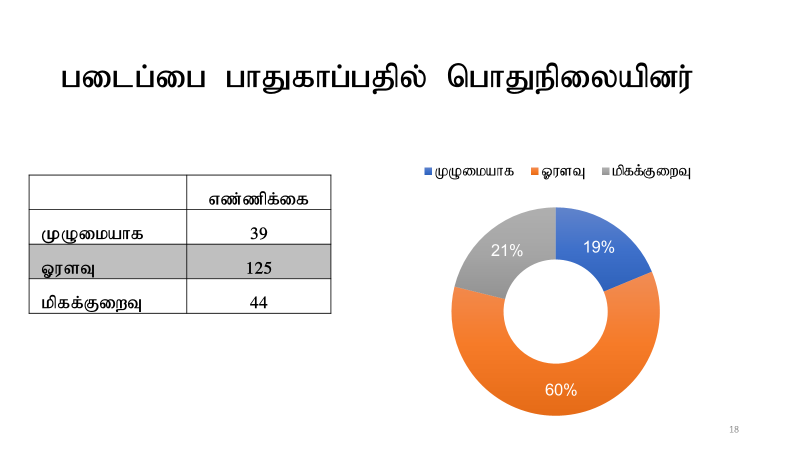 படைப்பை பாதுகாப்பதில் பொதுநிலையினர்
எண்ணிக்கை
முழுமையாக 39
ஓரளவு 125
மிகக்குறைவு 44
முழுமையாக ஓரளவு மிகக்குறைவு
21% 19%
60%
18